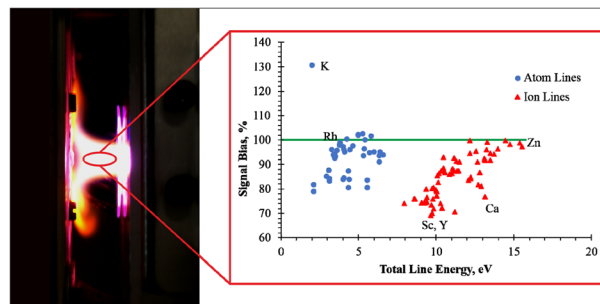 140
130
120
110
100
90
80
70
60
Signal Bias, %
K
Atom Lines
Ion Lines
Rh
Zn
Ca
Sc, Y
0
5
10
15
20
Total Line Energy, eV